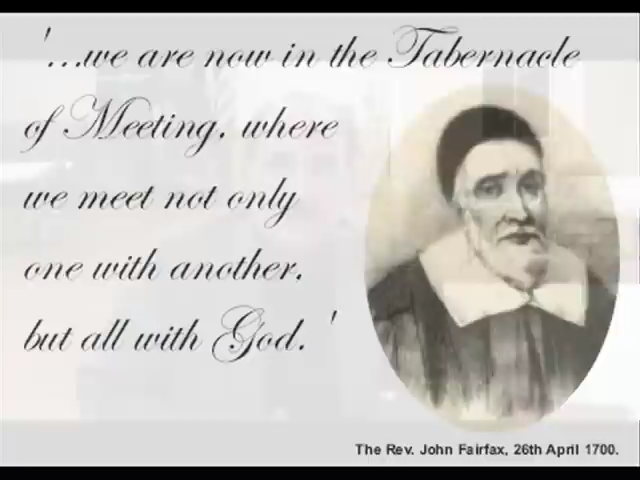 '...we are now in the Tabernacle
of Meeting, where
we meet not only
one with another,
but all with God.'
The Rev. John Fairfax, 26th April 1700.